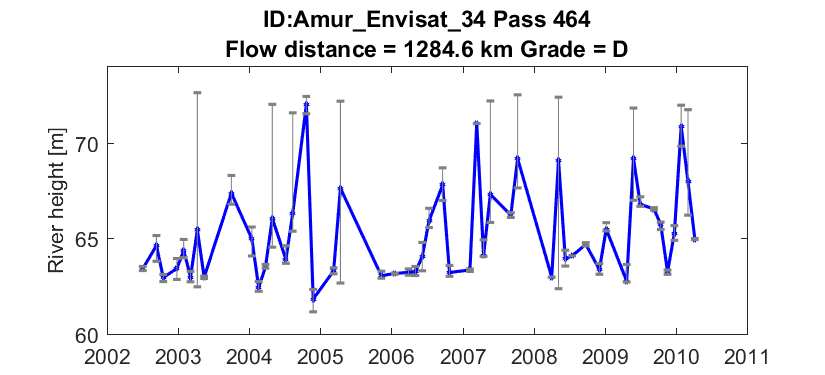 ID:Amur_Envisat_34 Pass 464
Flow distance = 1284.6 km Grade = D
River height [m]
70
65
60
2002 2003 2004 2005 2006 2007 2008 2009 2010 2011